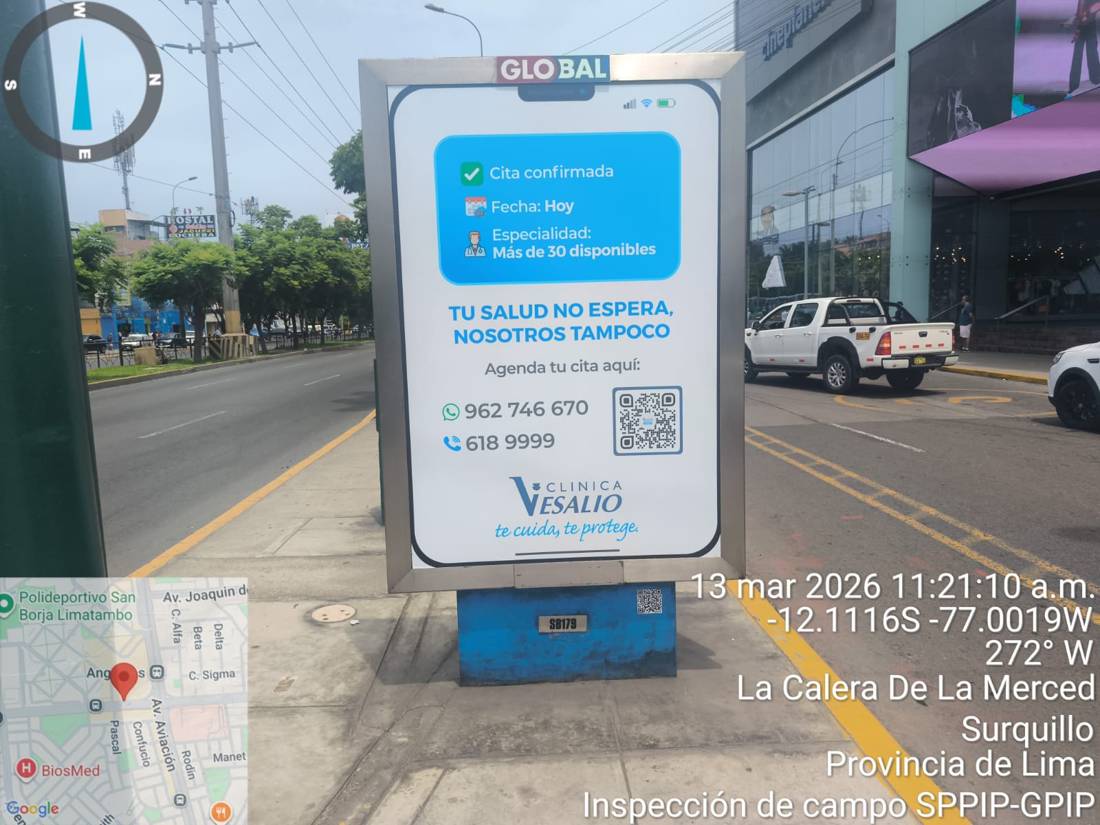 W
N
S
E
GLOBAL
cineplanet
HOSTAL
Cita confirmada
Fecha: Hoy
Especialidad:
Más de 30 disponibles
TU SALUD NO ESPERA,
NOSOTROS TAMPOCO
Agenda tu cita aquí:
962 746 670
618 9999
CLINICA
VESALIO
te cuida, te protege.
SB179
13 mar 2026 11:21:10 a.m.
-12.1116S -77.0019W
272° W
La Calera De La Merced
Surquillo
Provincia de Lima
Inspección de campo SPPIP-GPIP
Polideportivo San
Borja Limatambo
Av. Joaquin
C. Alfa
Beta
Delta
C. Sigma
Av. Aviación
Pascal
Confucio
Rodin
Manet
H BiosMed
Google